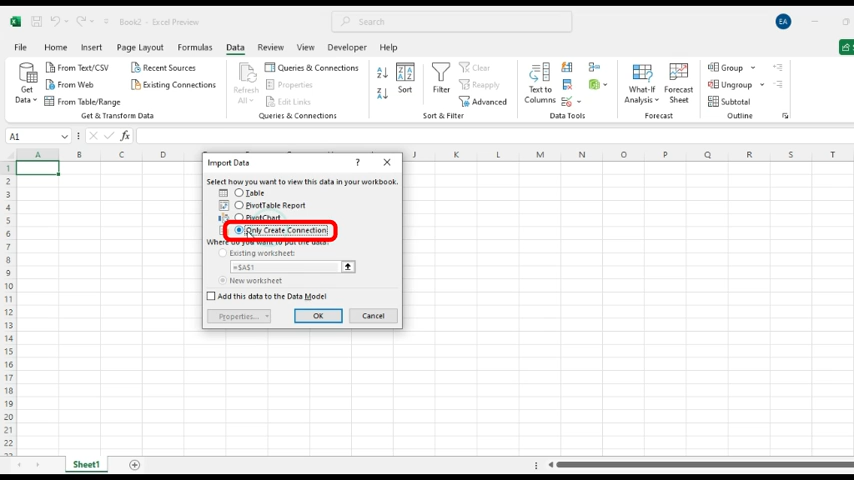 Book2 - Excel Preview
Search
EA
File Home Insert Page Layout Formulas Data Review View Developer Help
Get Data
From Text/CSV
From Web
From Table/Range
Recent Sources
Existing Connections
Get & Transform Data
Refresh All
Queries & Connections
Properties
Edit Links
Queries & Connections
Sort
Filter
Clear
Reapply
Advanced
Sort & Filter
Text to Columns
Data Tools
What-If Analysis
Forecast Sheet
Forecast
Group
Ungroup
Subtotal
Outline
A1
fx
A B C D J K L M N O P Q R S T
1
2
3
4
5
6
7
8
9
10
11
12
13
14
15
16
17
18
19
20
21
22
Import Data ?
Select how you want to view this data in your workbook.
Table
PivotTable Report
PivotChart
Only Create Connection
Where do you want to put the data?
Existing worksheet:
=$A$1
New worksheet
Add this data to the Data Model
Properties... OK Cancel
Sheet1